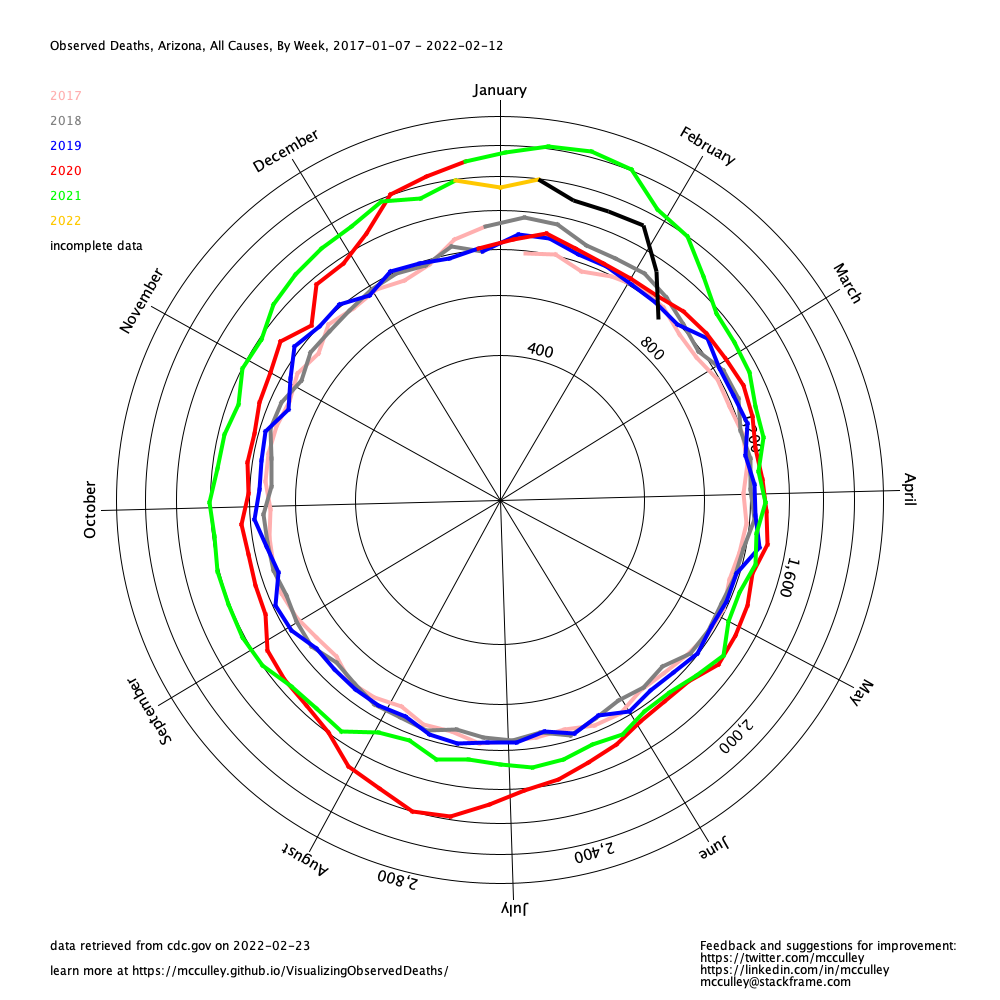 Observed Deaths, Arizona, All Causes, By Week, 2017-01-07 - 2022-02-12
2017
2018
2019
2020
2021
2022
incomplete data
January
February
March
April
May
June
July
August
September
October
November
December
400
800
1,600
2,000
2,400
2,800
data retrieved from cdc.gov on 2022-02-23
learn more at https://mcculley.github.io/VisualizingObservedDeaths/
Feedback and suggestions for improvement:
https://twitter.com/mcculley
https://linkedin.com/in/mcculley
mcculley@stackframe.com